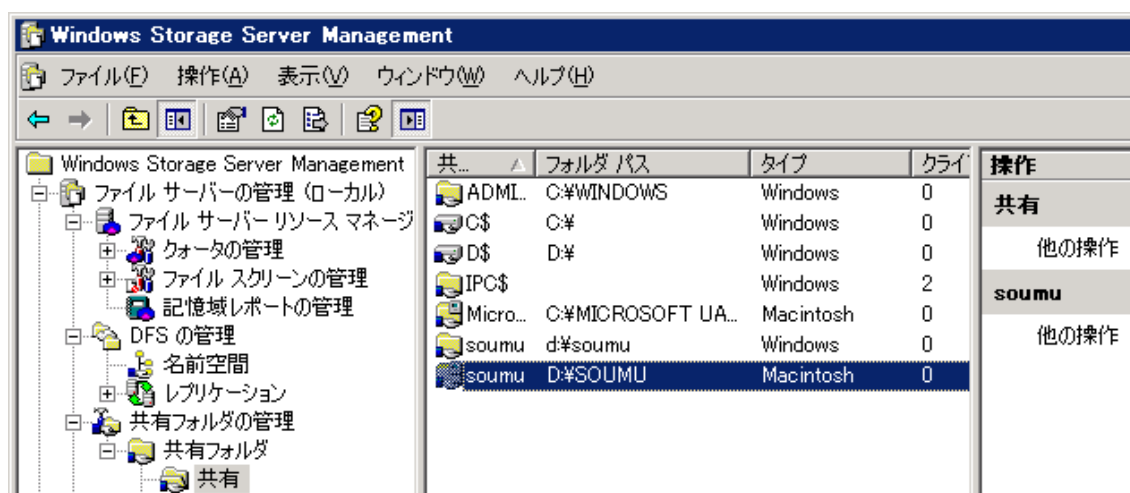 Windows Storage Server Management
ファイル(F) 操作(A) 表示(V) ウィンドウ(W) ヘルプ(H)
Windows Storage Server Management
ファイル サーバーの管理 (ローカル)
ファイル サーバー リソース マネージ
クォータの管理
ファイル スクリーンの管理
記憶域レポートの管理
DFS の管理
名前空間
レプリケーション
共有フォルダの管理
共有フォルダ
共有
共... フォルダ パス タイプ クライ
ADMI... C:¥WINDOWS Windows 0
C$ C:¥ Windows 0
D$ D:¥ Windows 0
IPC$ Windows 2
Micro... C:¥MICROSOFT UA... Macintosh 0
soumu d:¥soumu Windows 0
soumu D:¥SOUMU Macintosh 0
操作
共有
他の操作
soumu
他の操作